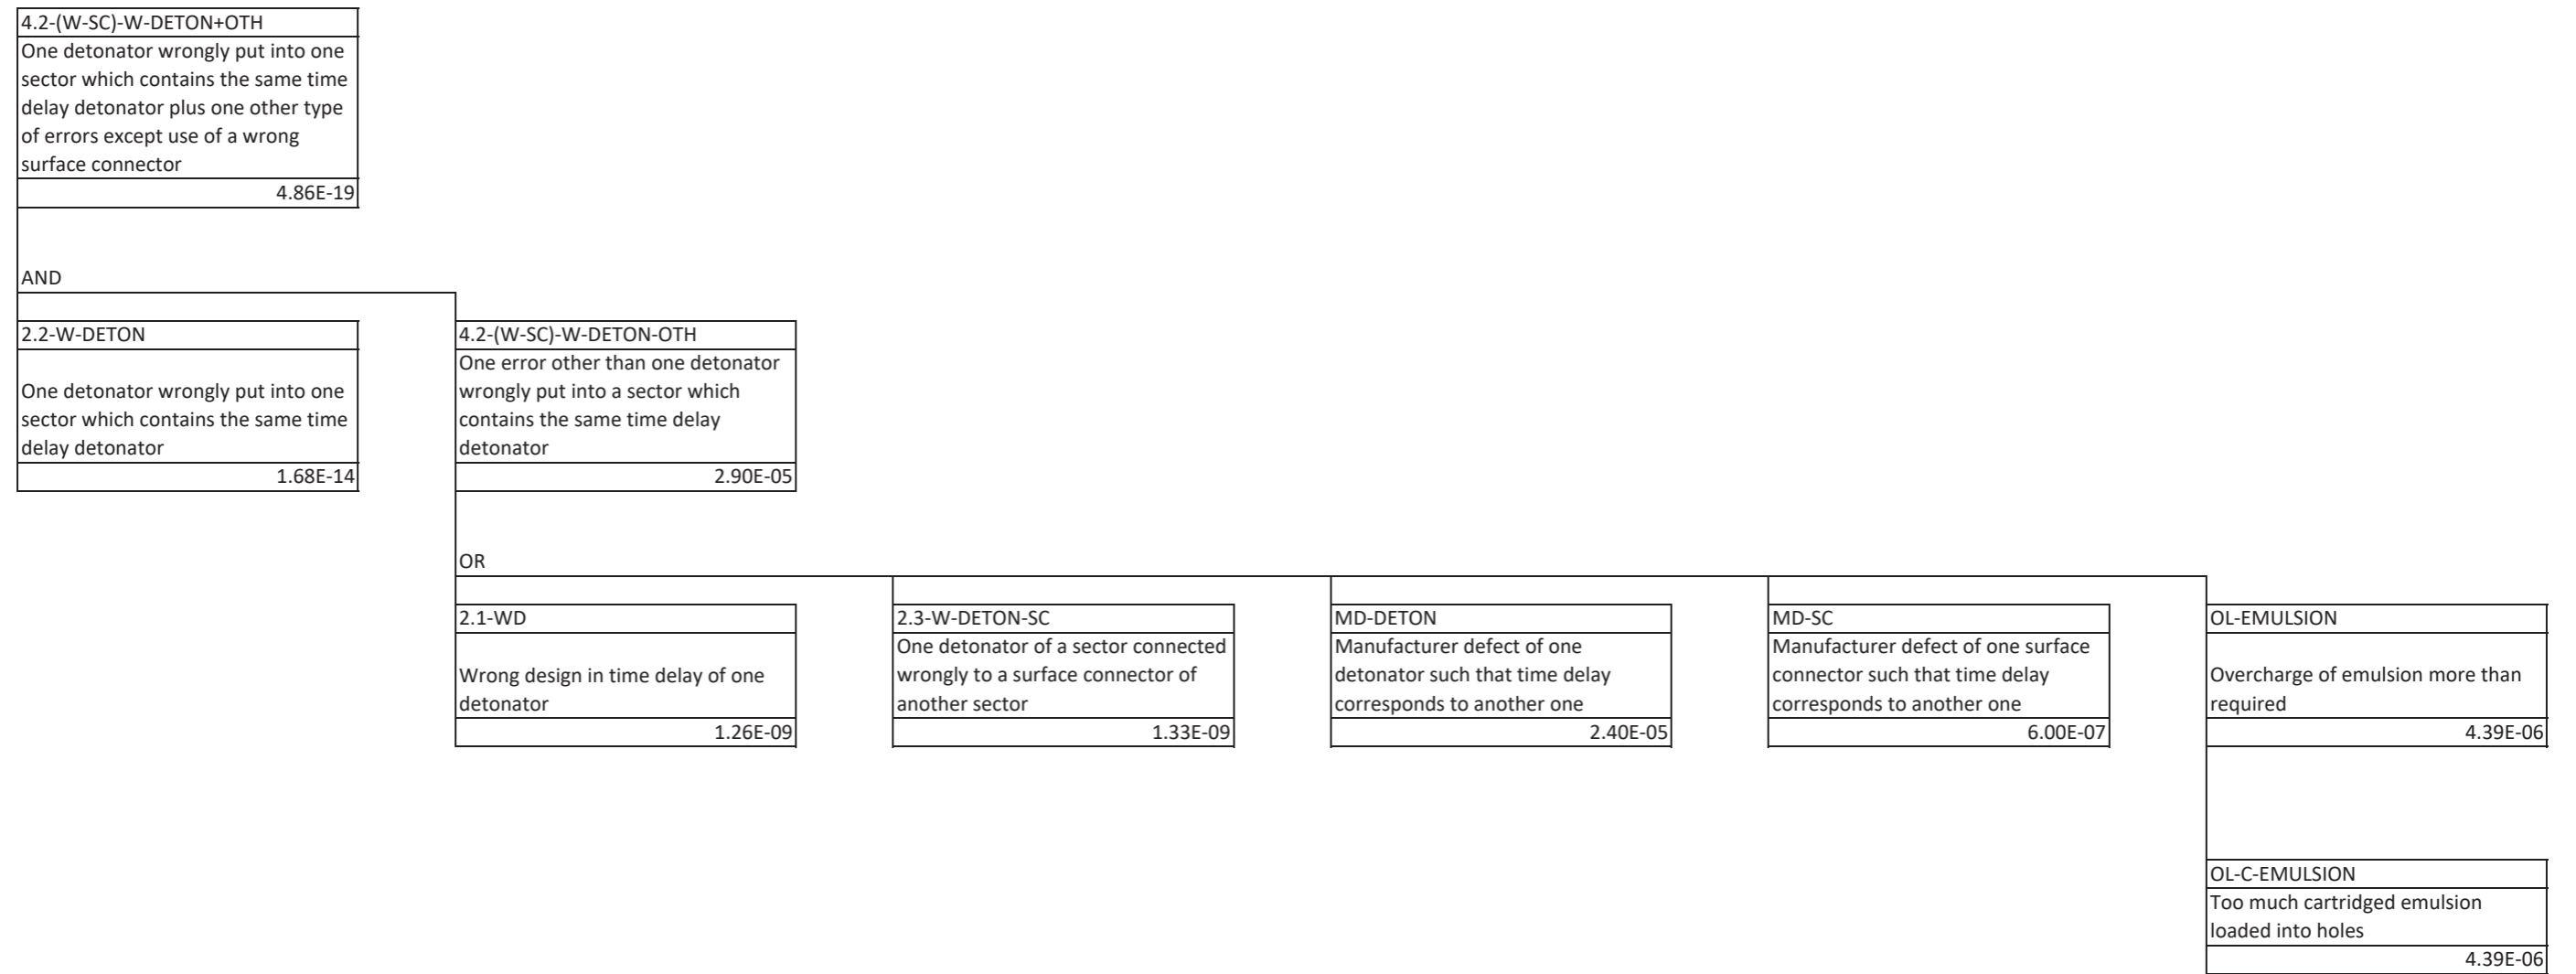 4.2-(W-SC)-W-DETON+OTH
One detonator wrongly put into one
sector which contains the same time
delay detonator plus one other type
of errors except use of a wrong
surface connector
4.86E-19
AND
2.2-W-DETON
One detonator wrongly put into one
sector which contains the same time
delay detonator
1.68E-14
4.2-(W-SC)-W-DETON-OTH
One error other than one detonator
wrongly put into a sector which
contains the same time delay
detonator
2.90E-05
OR
2.1-WD
Wrong design in time delay of one
detonator
1.26E-09
2.3-W-DETON-SC
One detonator of a sector connected
wrongly to a surface connector of
another sector
1.33E-09
MD-DETON
Manufacturer defect of one
detonator such that time delay
corresponds to another one
2.40E-05
MD-SC
Manufacturer defect of one surface
connector such that time delay
corresponds to another one
6.00E-07
OL-EMULSION
Overcharge of emulsion more than
required
4.39E-06
OL-C-EMULSION
Too much cartridged emulsion
loaded into holes
4.39E-06